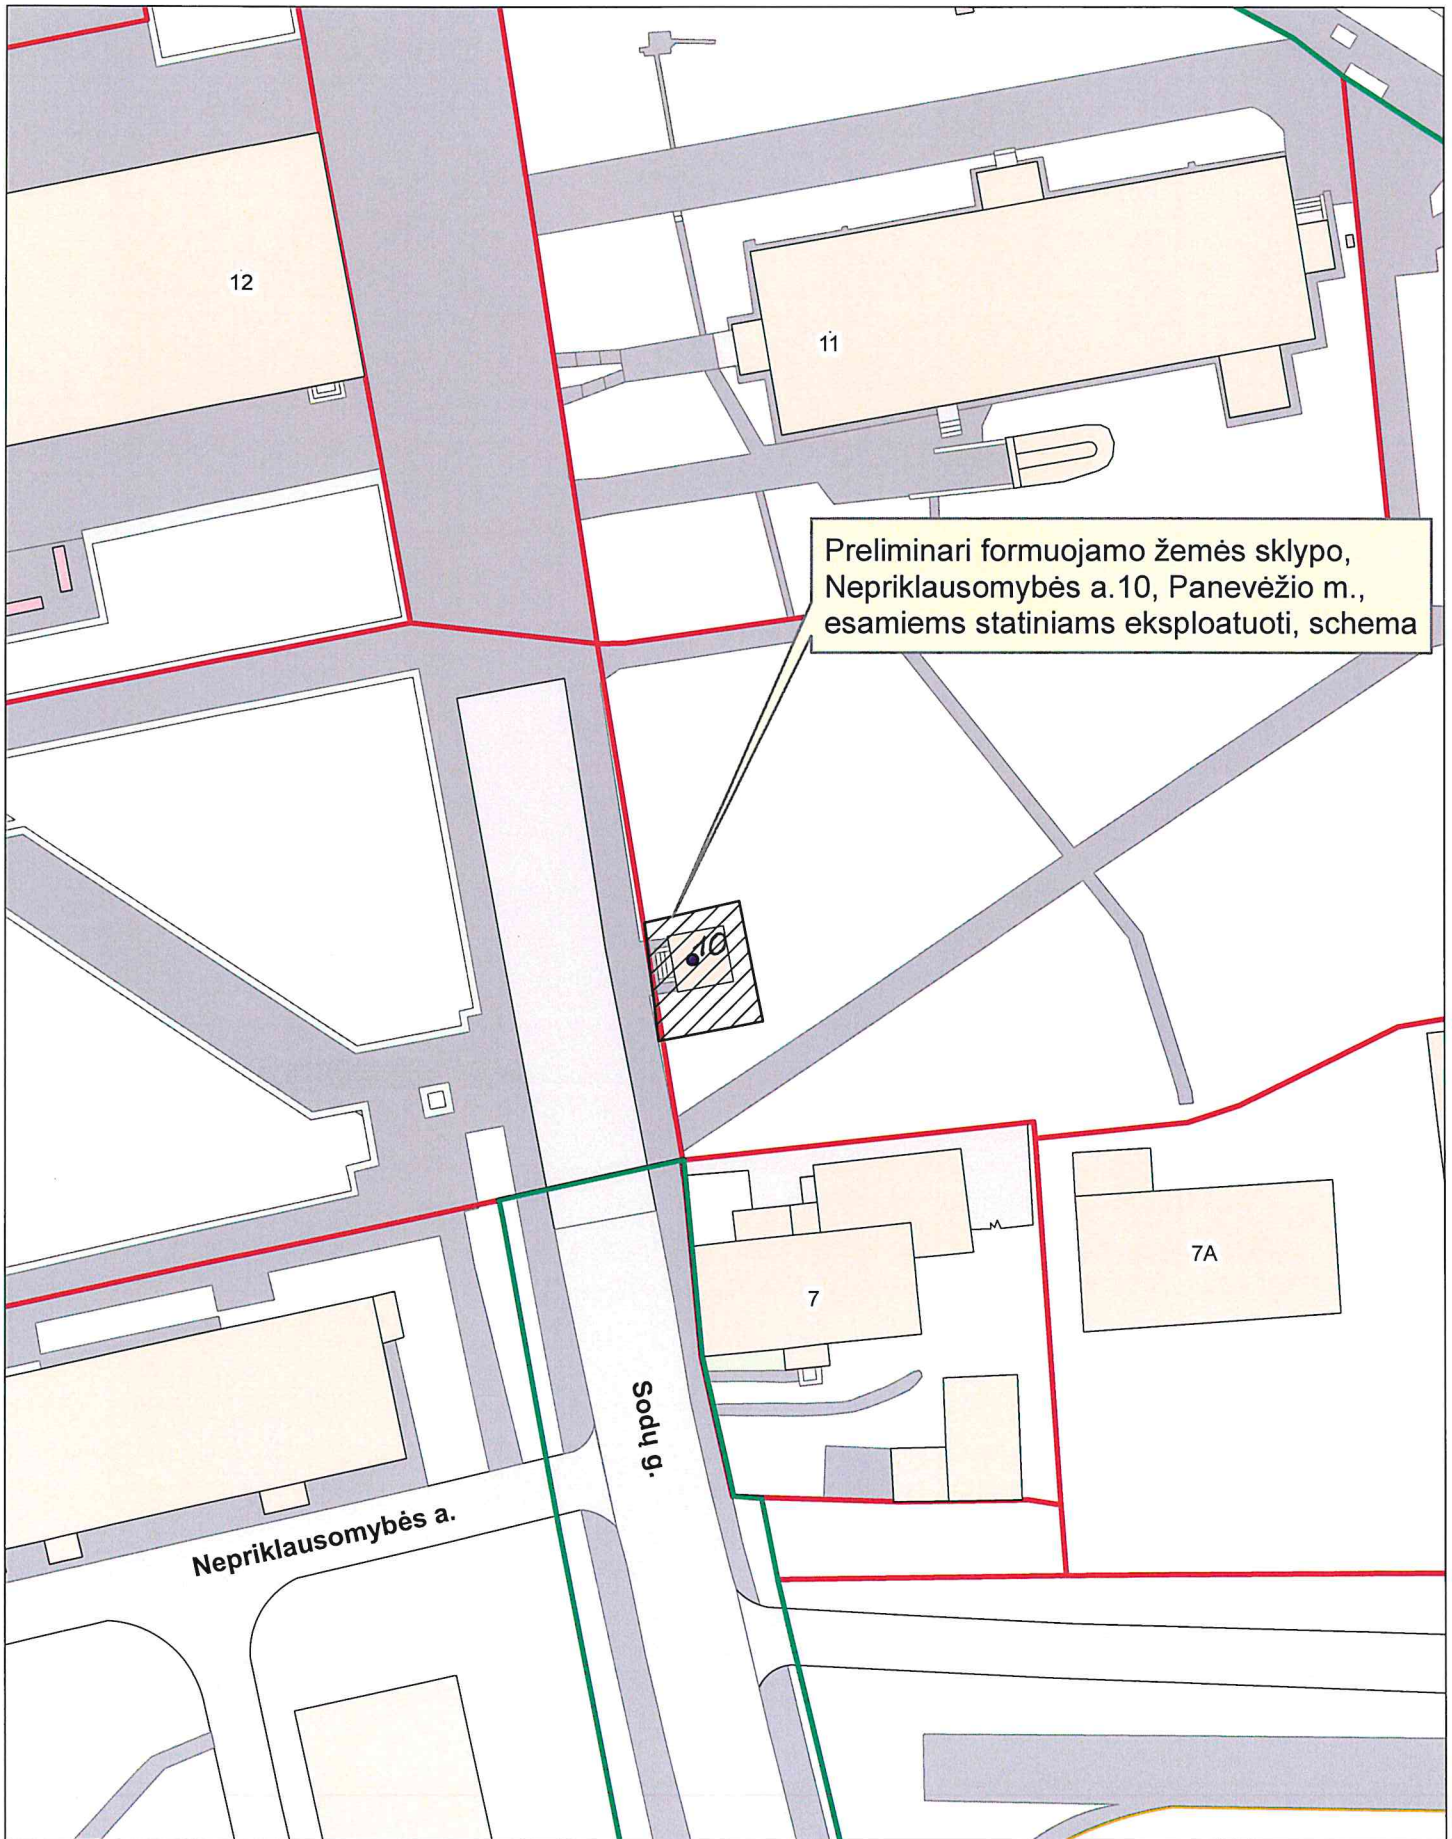 12
11
Preliminari formuojamo žemės sklypo,
Nepriklausomybės a.10, Panevėžio m.,
esamiems statiniams eksploatuoti, schema
10
7A
7
Sodų g.
Nepriklausomybės a.